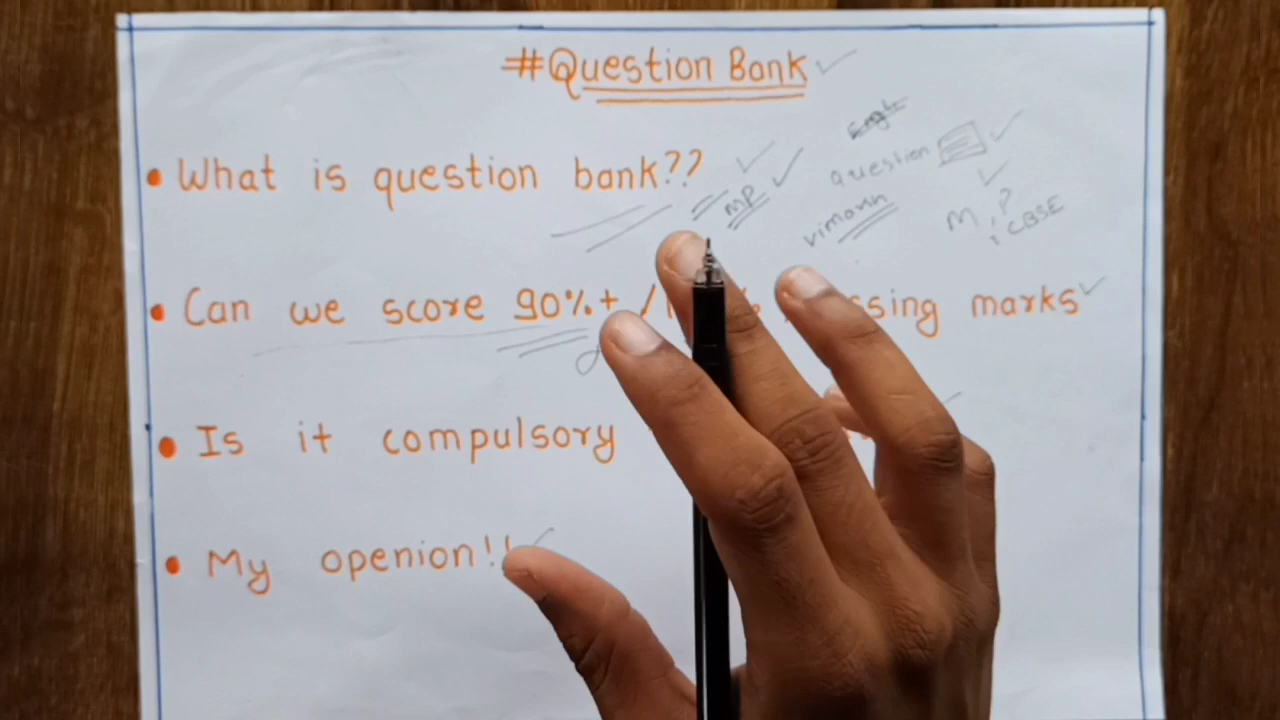 #Question Bank
Engl
• What is question bank??
mp
question
vimarsh
M.P
CBSE
• Can we score 90%+ / marks
• Is it compulsory
• My openion!!